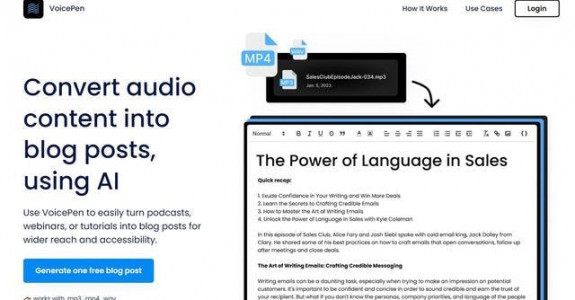 VoicePen
How it Works
Use Cases
Login
Convert audio
content into
blog posts,
using AI
Use VoicePen to easily turn podcasts,
webinars, or tutorials into blog posts for
wider reach and accessibility.
Generate one free blog post
works with .mp3, .mp4, .wav
MP4
WAV
MP3
SalesClubEpisodeJack-034.mp3
Jan. 5, 2023
Normal
B I U S
The Power of Language in Sales
Quick recap:
1. Exude Confidence in Your Writing and Win More Deals
2. Learn the Secrets to Crafting Credible Emails
3. How to Master the Art of Writing Emails
4. Unlock the Power of Language in Sales with Kyle Coleman
In this episode of Sales Club, Alice Fary and Josh Siebl spoke with cold email king, Jack Dolley from
Clary. He shared some of his best practices on how to craft emails that open conversations, follow up
after meetings and close deals.
The Art of Writing Emails: Crafting Credible Messaging
Writing emails can be a daunting task, especially when trying to make an impression on potential
customers. It's important to be confident and concise in order to sound credible and earn the trust of
your recipient. But what if you don't know the personas, company priorities, and language of the people